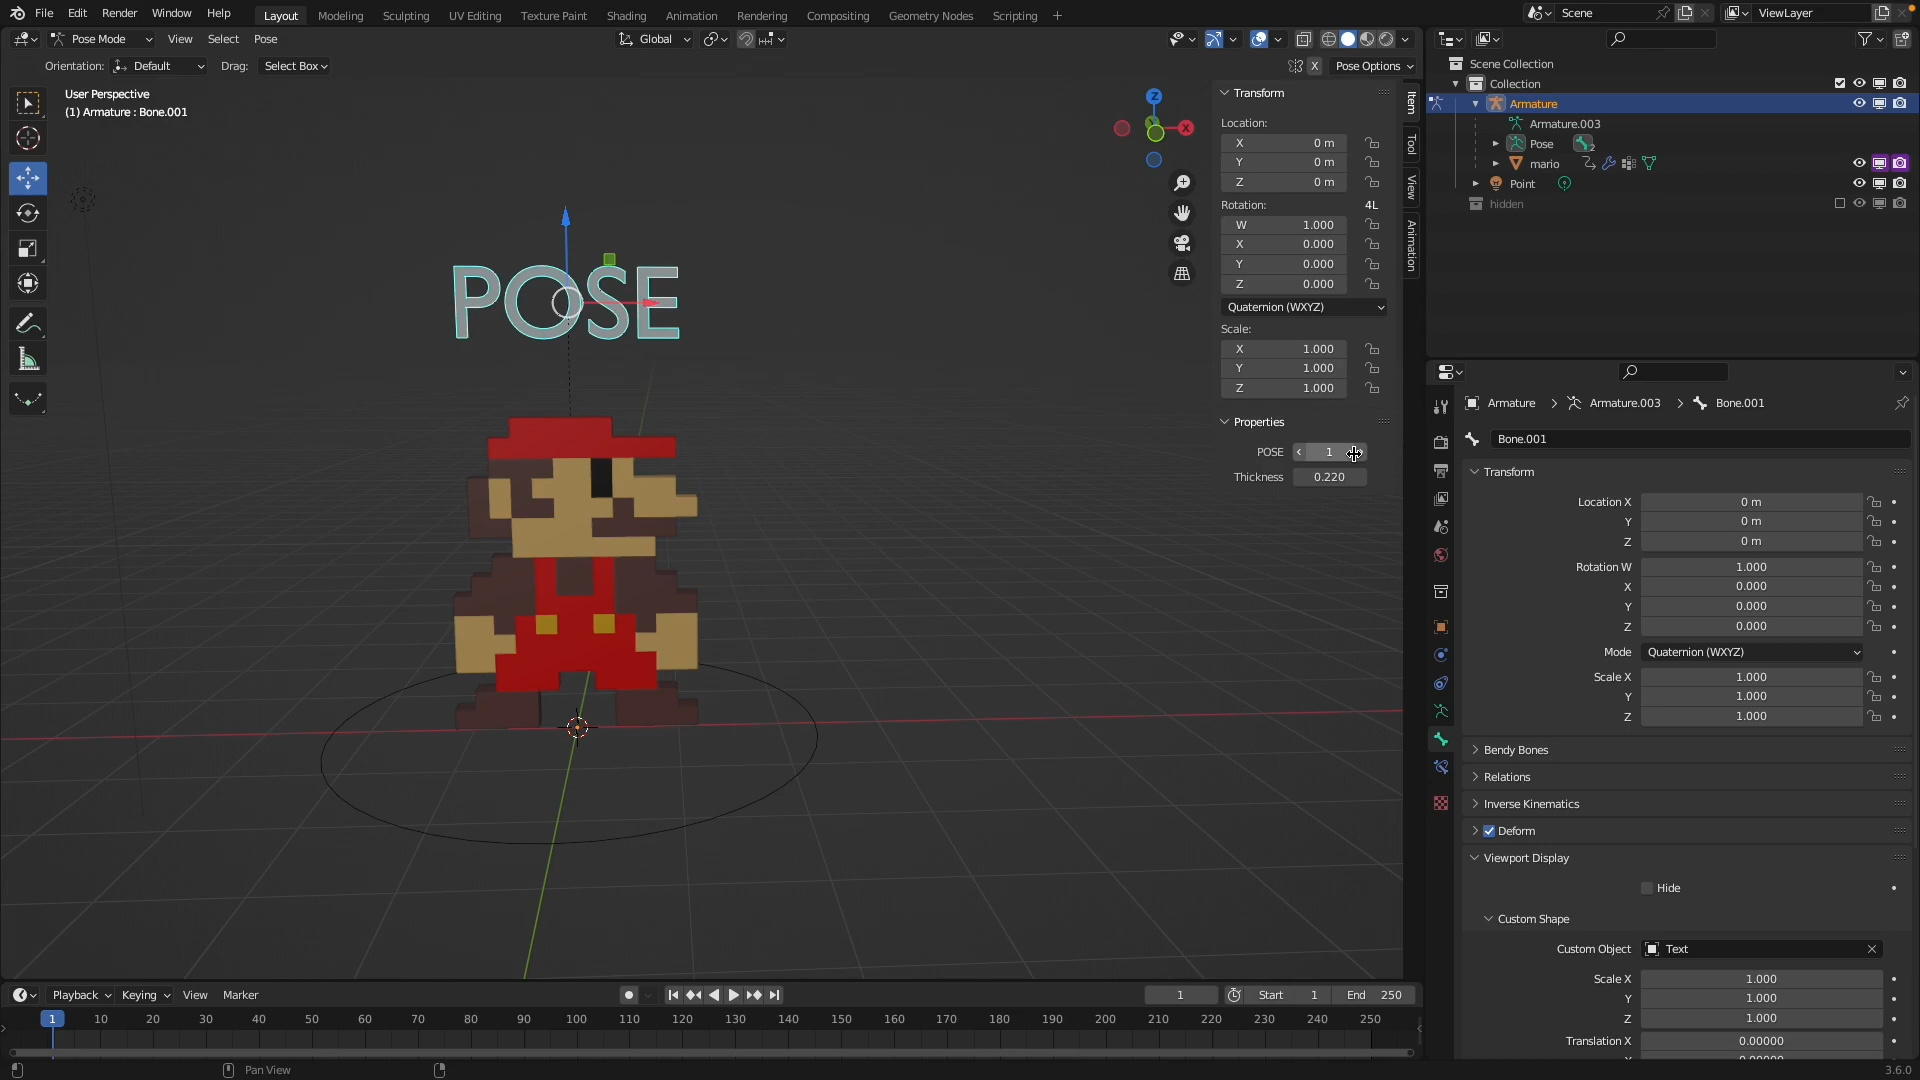 File Edit Render Window Help Layout Modeling Sculpting UV Editing Texture Paint Shading Animation Rendering Compositing Geometry Nodes Scripting + Scene ViewLayer
Pose Mode View Select Pose Global
Orientation: Default Drag: Select Box X Pose Options
User Perspective
(1) Armature : Bone.001
Z
X
POSE
Transform
Location:
X 0 m
Y 0 m
Z 0 m
Rotation: 4L
W 1.000
X 0.000
Y 0.000
Z 0.000
Quaternion (WXYZ)
Scale:
X 1.000
Y 1.000
Z 1.000
Properties
POSE 1
Thickness 0.220
Item
Tool
View
Animation
Scene Collection
Collection
Armature
Armature.003
Pose 2
mario
Point
hidden
Armature Armature.003 Bone.001
Bone.001
Transform
Location X 0 m
Y 0 m
Z 0 m
Rotation W 1.000
X 0.000
Y 0.000
Z 0.000
Mode Quaternion (WXYZ)
Scale X 1.000
Y 1.000
Z 1.000
Bendy Bones
Relations
Inverse Kinematics
Deform
Viewport Display
Hide
Custom Shape
Custom Object Text
Scale X 1.000
Y 1.000
Z 1.000
Translation X 0.00000
Playback Keying View Marker 1 Start 1 End 250
1 10 20 30 40 50 60 70 80 90 100 110 120 130 140 150 160 170 180 190 200 210 220 230 240 250
Pan View 3.6.0